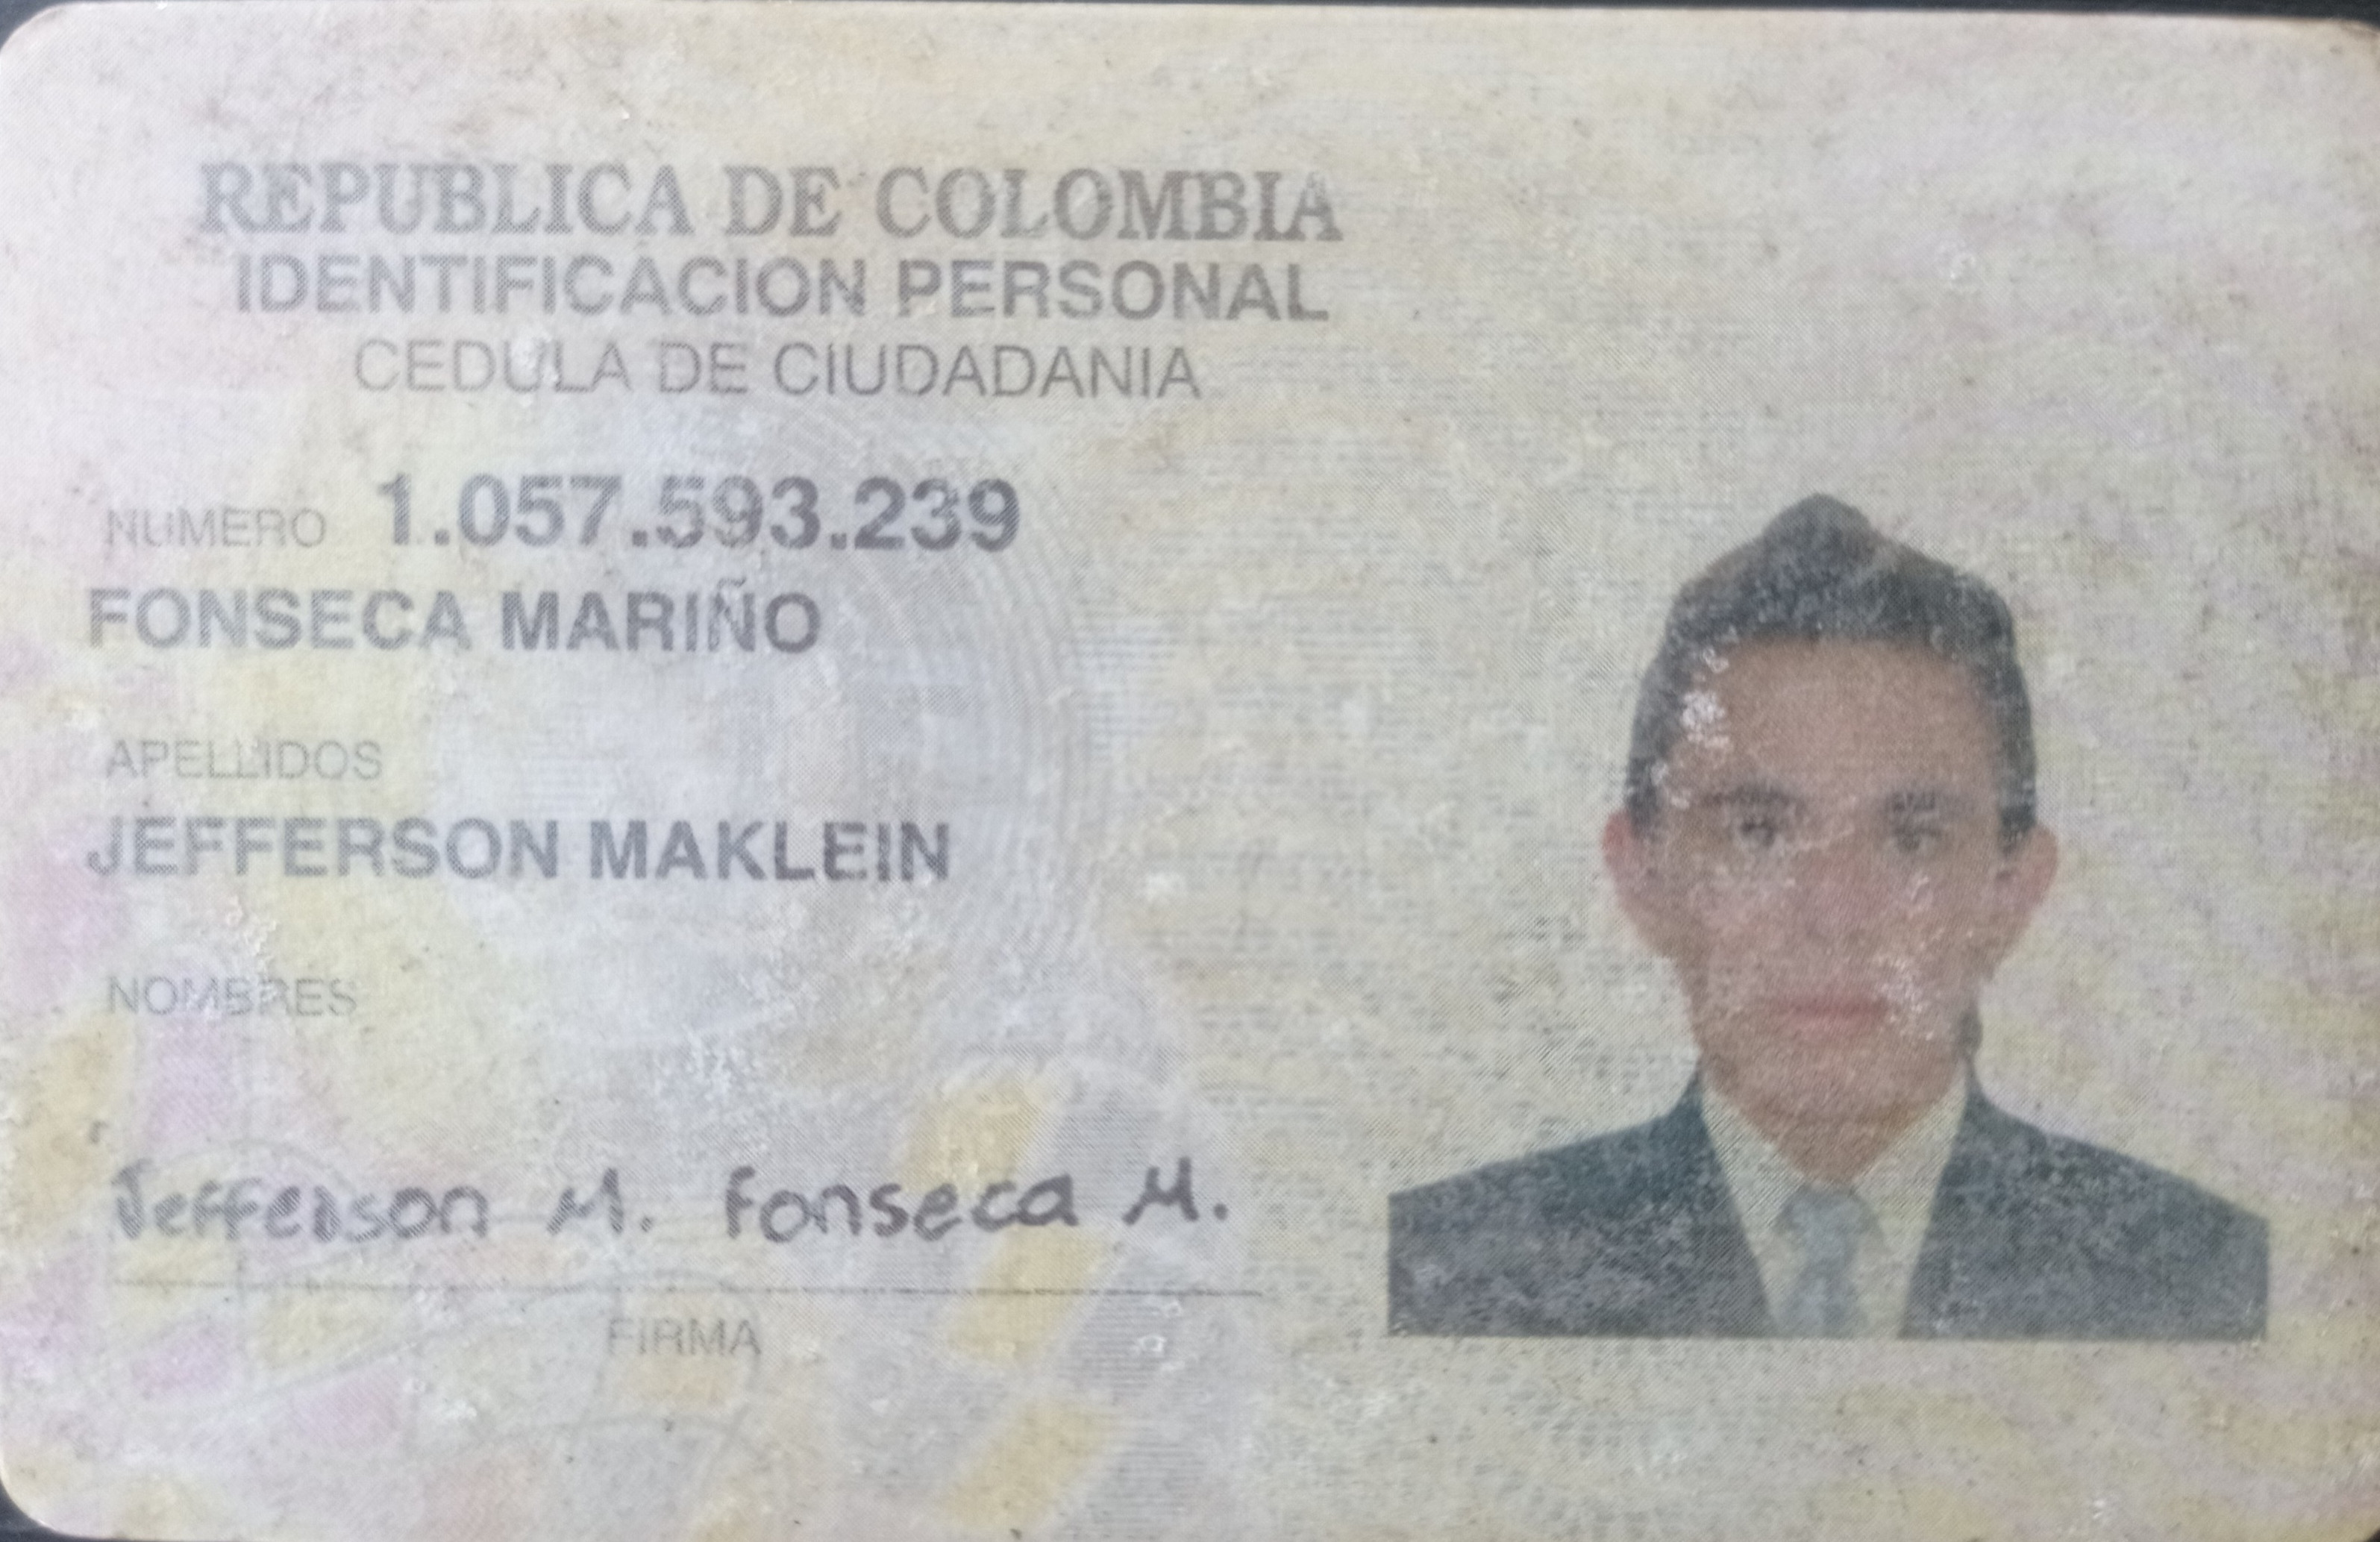 REPUBLICA DE COLOMBIA
IDENTIFICACION PERSONAL
CEDULA DE CIUDADANIA
NUMERO 1.057.593.239
FONSECA MARIÑO
APELLIDOS
JEFFERSON MAKLEIN
NOMBRES
Jefferson M. Fonseca M.
FIRMA